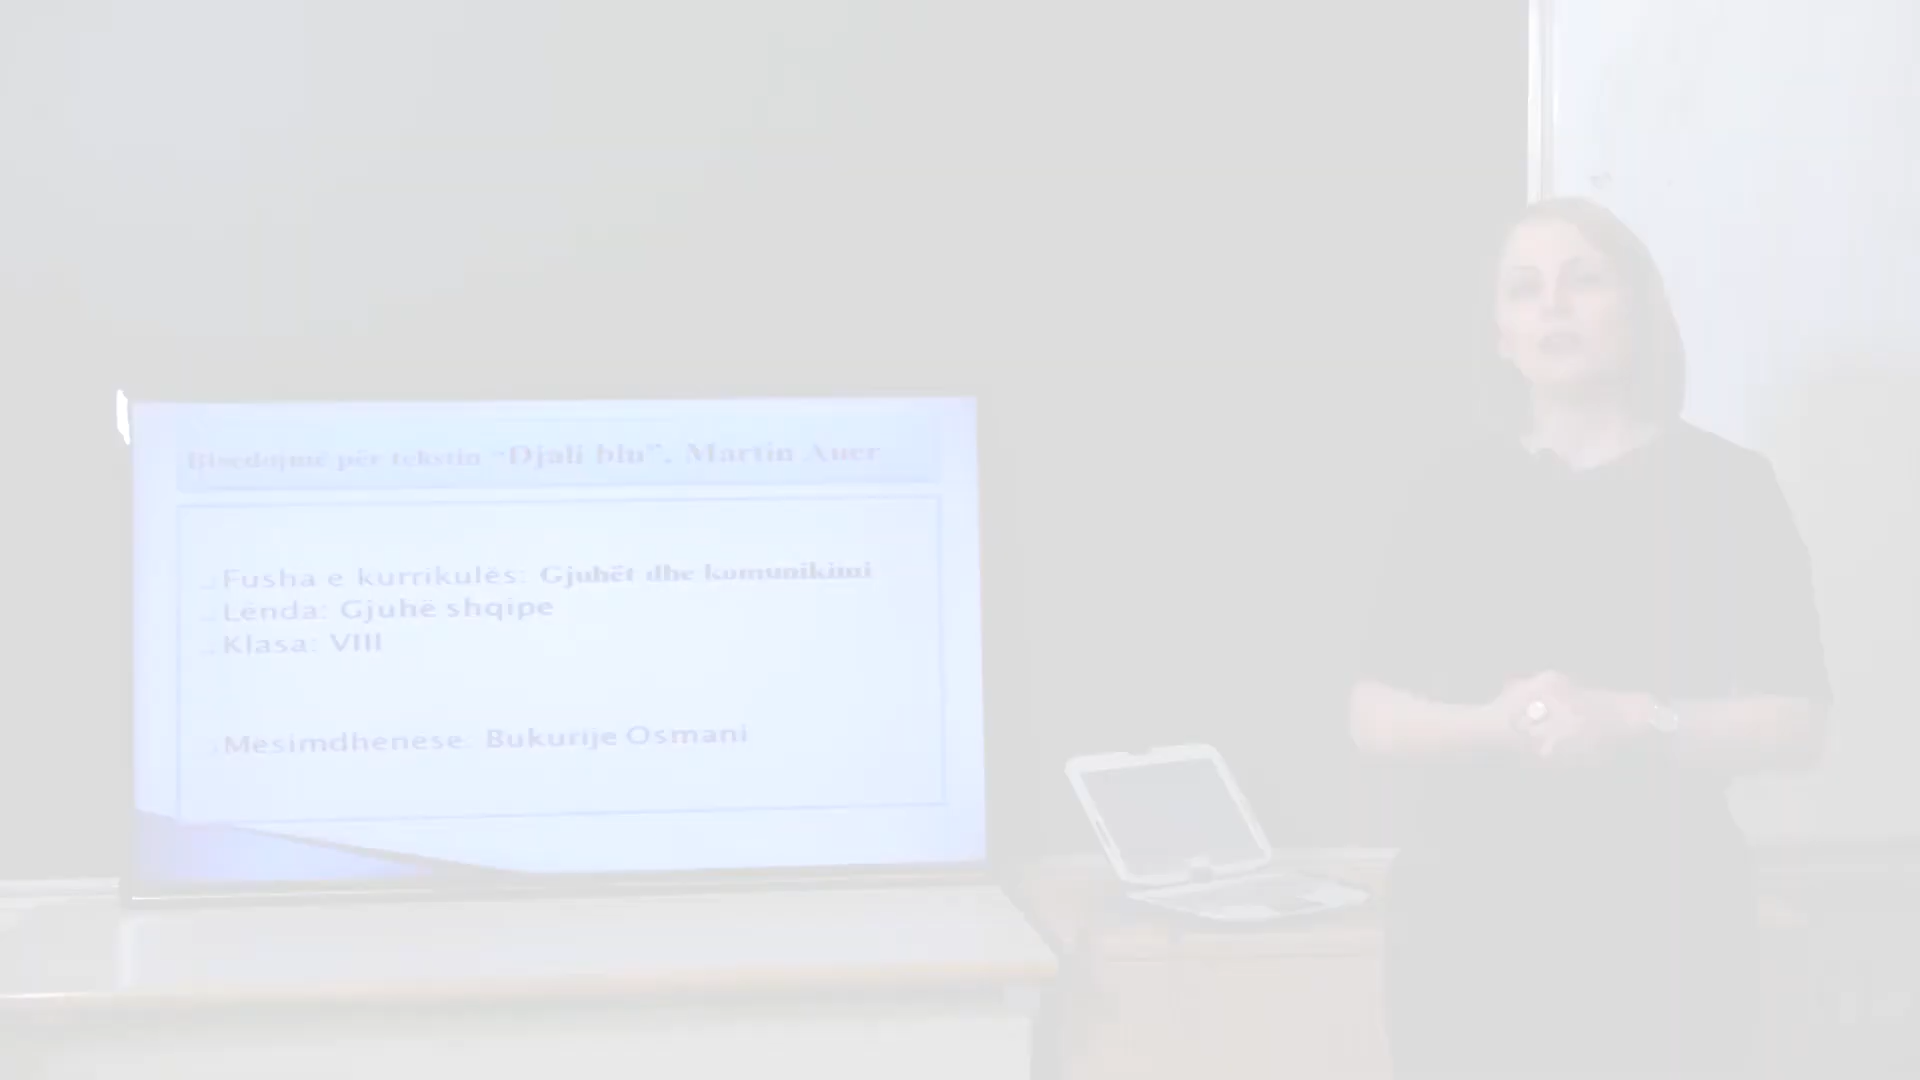 Bisedojmë për tekstin "Djali blu", Martin Auer
Fusha e kurrikulës: Gjuhët dhe komunikimi
Lënda: Gjuhë shqipe
Klasa: VIII
Mesimdhenese: Bukurije Osmani